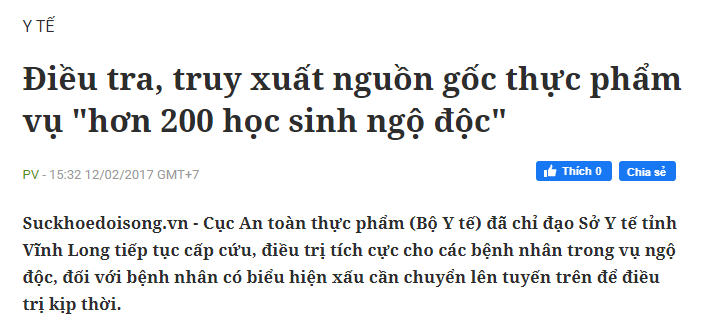 Y TẾ
Điều tra, truy xuất nguồn gốc thực phẩm
vụ "hơn 200 học sinh ngộ độc"
PV - 15:32 12/02/2017 GMT+7
Thích 0
Chia sẻ
Suckhoedoisong.vn - Cục An toàn thực phẩm (Bộ Y tế) đã chỉ đạo Sở Y tế tỉnh
Vĩnh Long tiếp tục cấp cứu, điều trị tích cực cho các bệnh nhân trong vụ ngộ
độc, đối với bệnh nhân có biểu hiện xấu cần chuyển lên tuyến trên để điều
trị kịp thời.